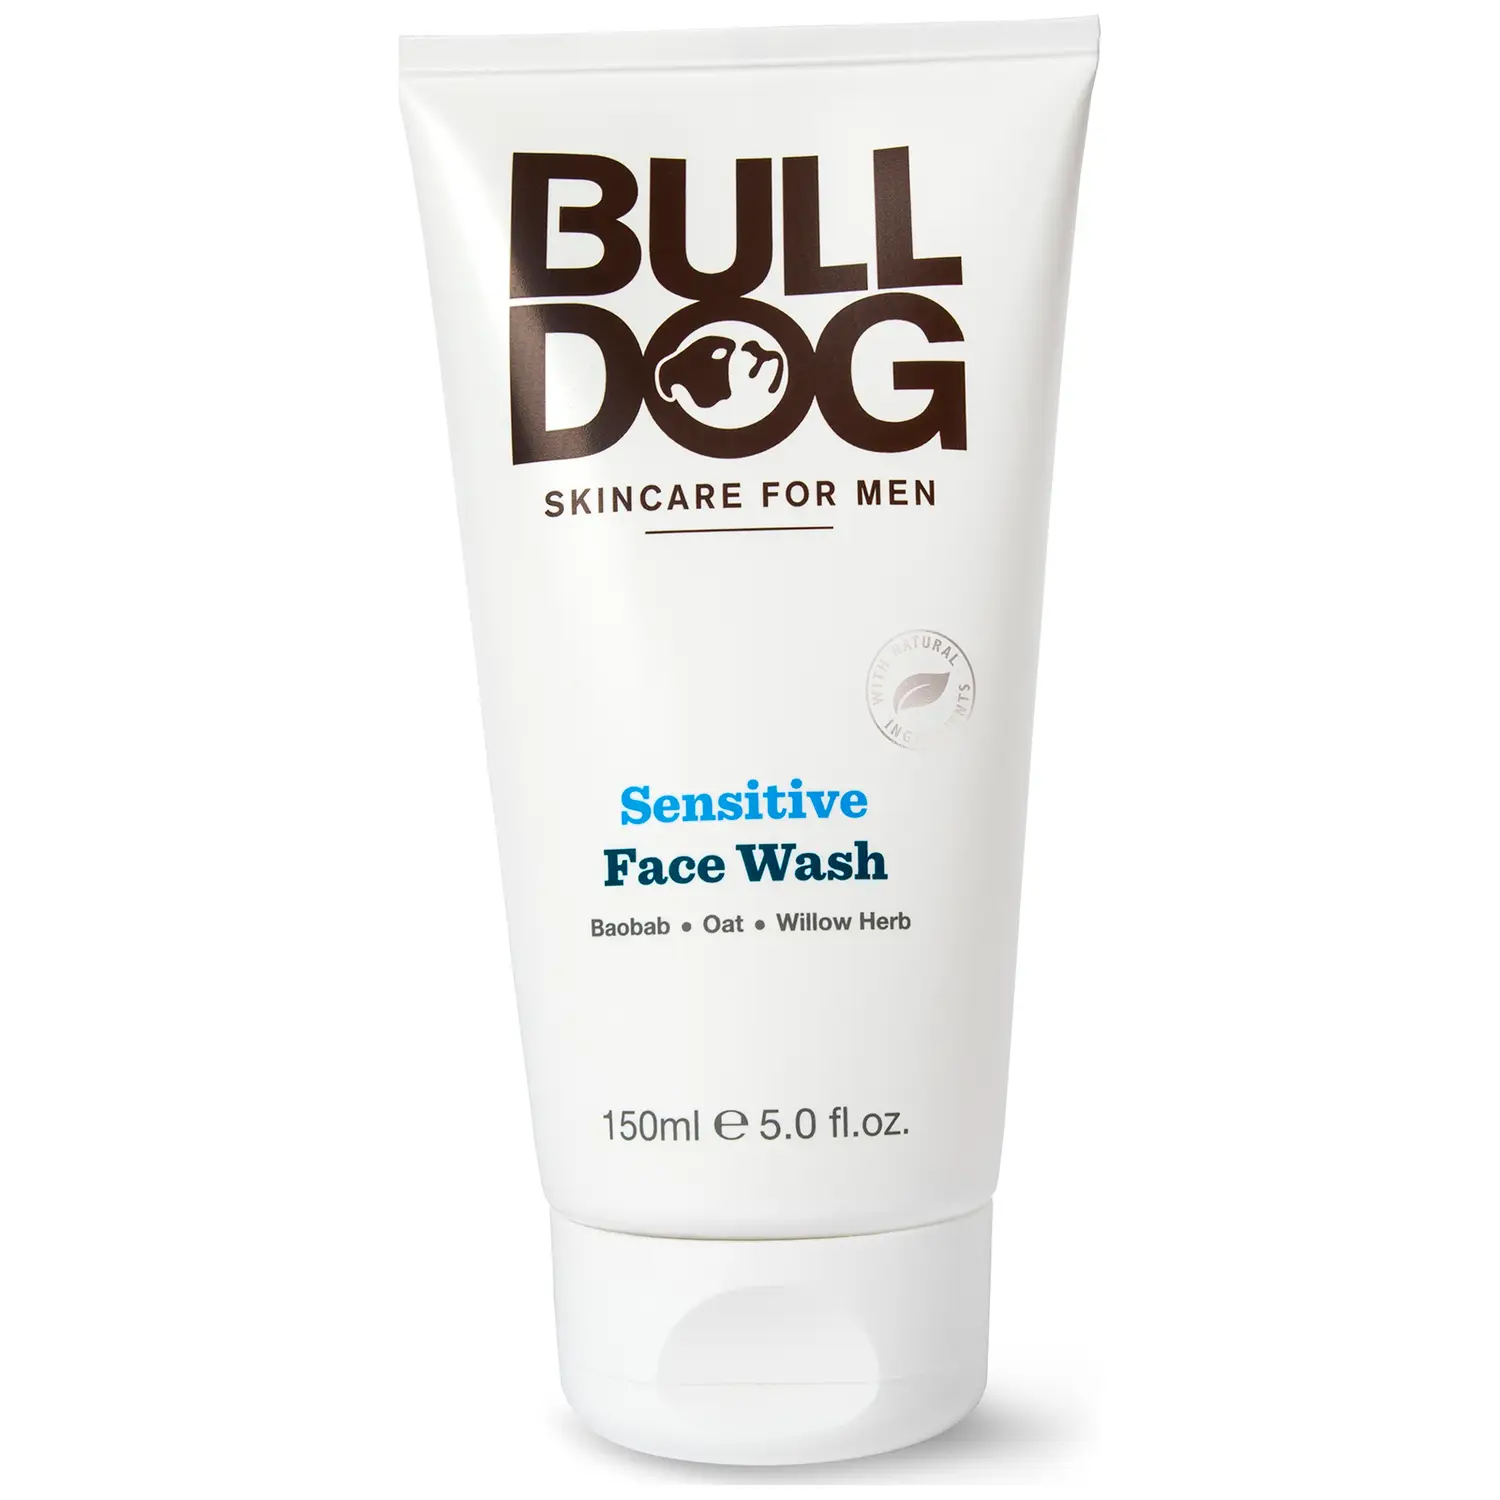 BULL
DOG
SKINCARE FOR MEN
WITH NATURAL
INGREDIENTS
Sensitive
Face Wash
Baobab • Oat • Willow Herb
150ml ℮ 5.0 fl.oz.